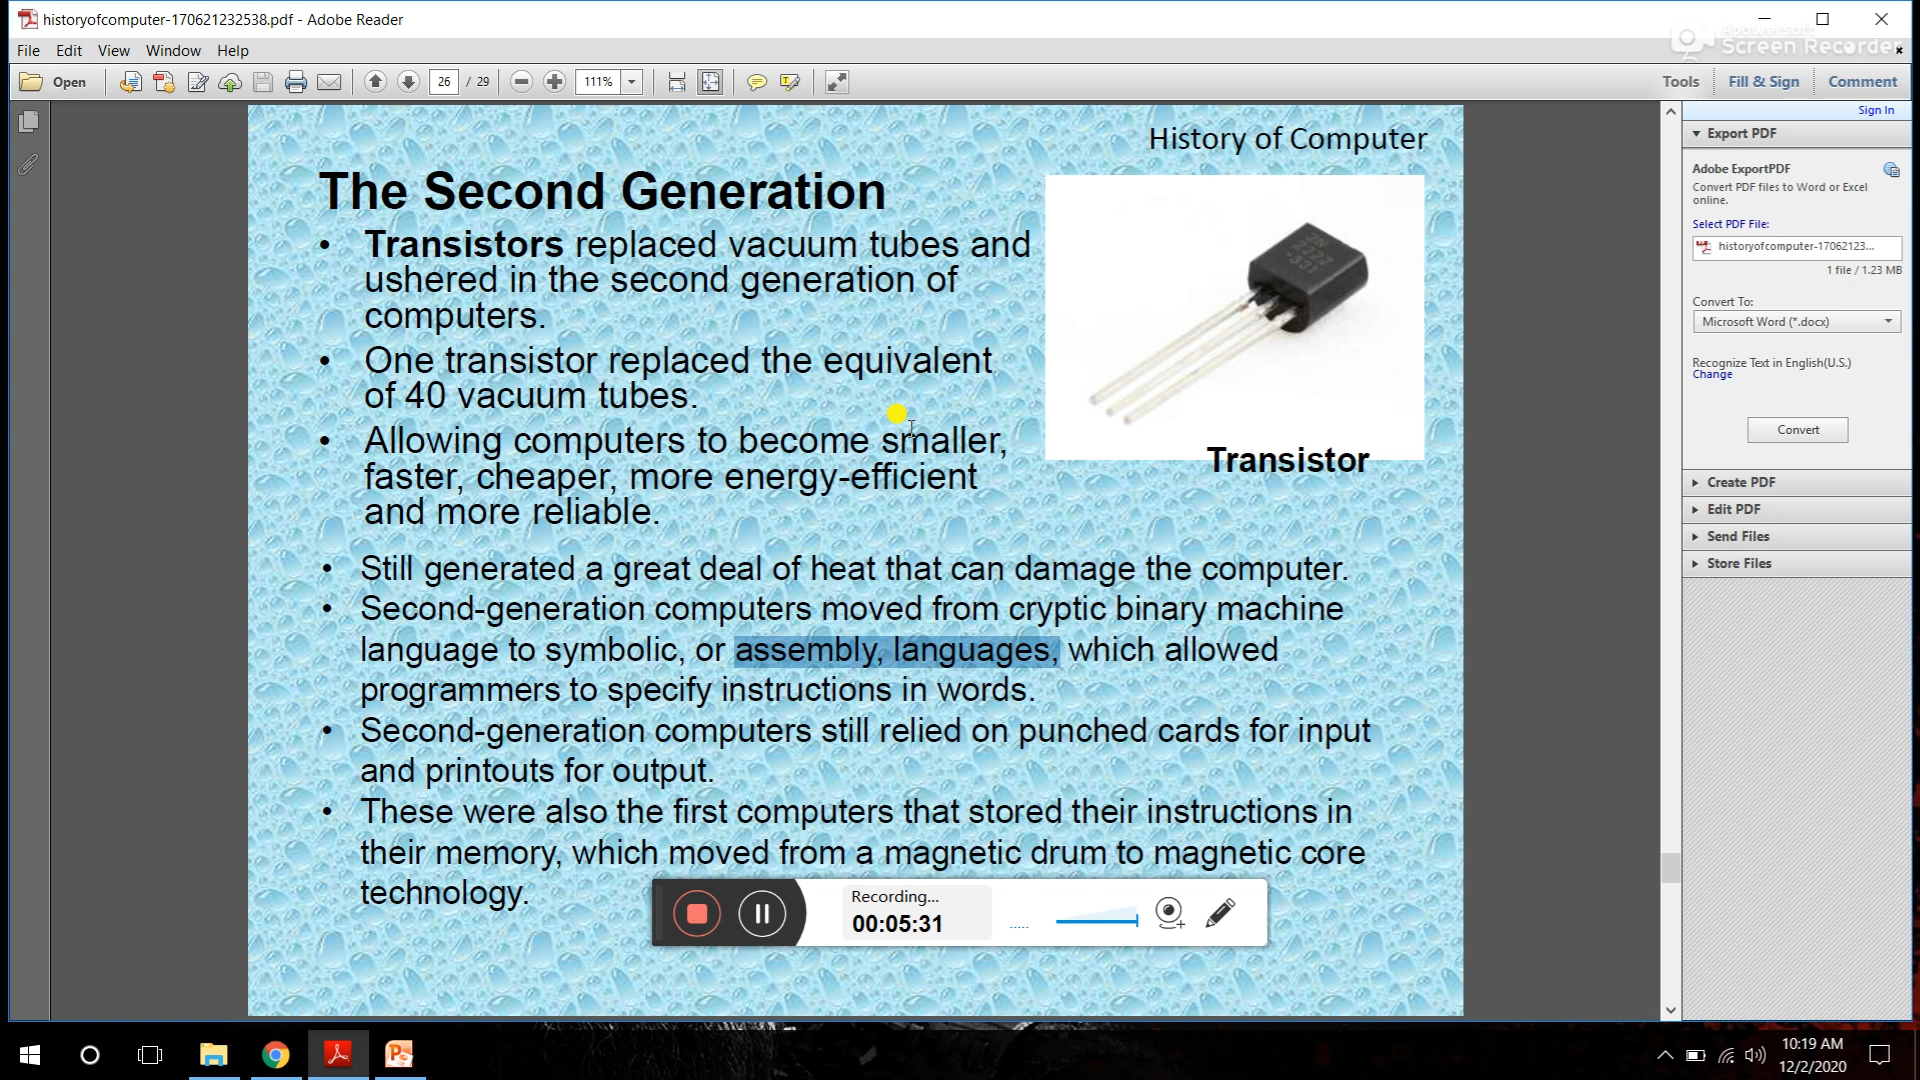 historyofcomputer-170621232538.pdf - Adobe Reader
Apowersoft
Screen Recorder
File Edit View Window Help
Open 26 / 29 111% Tools Fill & Sign Comment
Sign In
Export PDF
Adobe ExportPDF
Convert PDF files to Word or Excel
online.
Select PDF File:
historyofcomputer-17062123...
1 file / 1.23 MB
Convert To:
Microsoft Word (*.docx)
Recognize Text in English(U.S.)
Change
Convert
Create PDF
Edit PDF
Send Files
Store Files
History of Computer
The Second Generation
• Transistors replaced vacuum tubes and
ushered in the second generation of
computers.
• One transistor replaced the equivalent
of 40 vacuum tubes.
• Allowing computers to become smaller,
faster, cheaper, more energy-efficient
and more reliable.
Transistor
• Still generated a great deal of heat that can damage the computer.
• Second-generation computers moved from cryptic binary machine
language to symbolic, or assembly, languages, which allowed
programmers to specify instructions in words.
• Second-generation computers still relied on punched cards for input
and printouts for output.
• These were also the first computers that stored their instructions in
their memory, which moved from a magnetic drum to magnetic core
technology.
Recording...
00:05:31
10:19 AM
12/2/2020